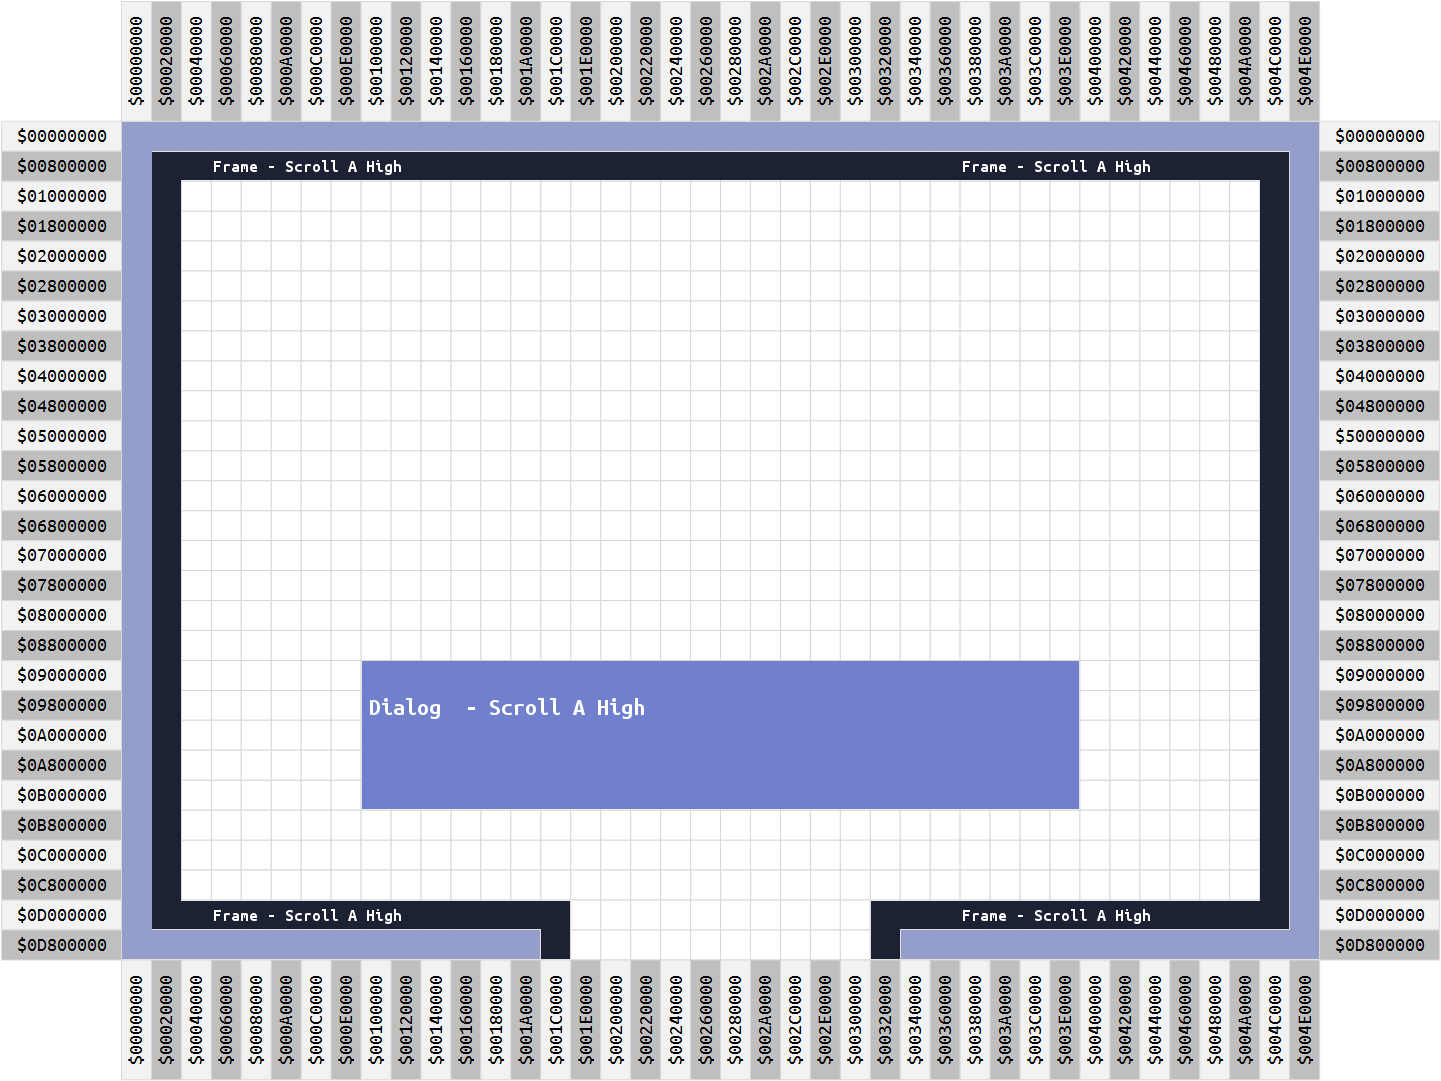 $00000000 $00020000 $00040000 $00060000 $00080000 $000A0000 $000C0000 $000E0000 $00100000 $00120000 $00140000 $00160000 $00180000 $001A0000 $001C0000 $001E0000 $00200000 $00220000 $00240000 $00260000 $00280000 $002A0000 $002C0000 $002E0000 $00300000 $00320000 $00340000 $00360000 $00380000 $003A0000 $003C0000 $003E0000 $00400000 $00420000 $00440000 $00460000 $00480000 $004A0000 $004C0000 $004E0000
$00000000 $00000000
$00800000 Frame - Scroll A High Frame - Scroll A High $00800000
$01000000 $01000000
$01800000 $01800000
$02000000 $02000000
$02800000 $02800000
$03000000 $03000000
$03800000 $03800000
$04000000 $04000000
$04800000 $04800000
$05000000 $50000000
$05800000 $05800000
$06000000 $06000000
$06800000 $06800000
$07000000 $07000000
$07800000 $07800000
$08000000 $08000000
$08800000 $08800000
$09000000 $09000000
$09800000 Dialog  - Scroll A High $09800000
$0A000000 $0A000000
$0A800000 $0A800000
$0B000000 $0B000000
$0B800000 $0B800000
$0C000000 $0C000000
$0C800000 $0C800000
$0D000000 Frame - Scroll A High Frame - Scroll A High $0D000000
$0D800000 $0D800000
$00000000 $00020000 $00040000 $00060000 $00080000 $000A0000 $000C0000 $000E0000 $00100000 $00120000 $00140000 $00160000 $00180000 $001A0000 $001C0000 $001E0000 $00200000 $00220000 $00240000 $00260000 $00280000 $002A0000 $002C0000 $002E0000 $00300000 $00320000 $00340000 $00360000 $00380000 $003A0000 $003C0000 $003E0000 $00400000 $00420000 $00440000 $00460000 $00480000 $004A0000 $004C0000 $004E0000